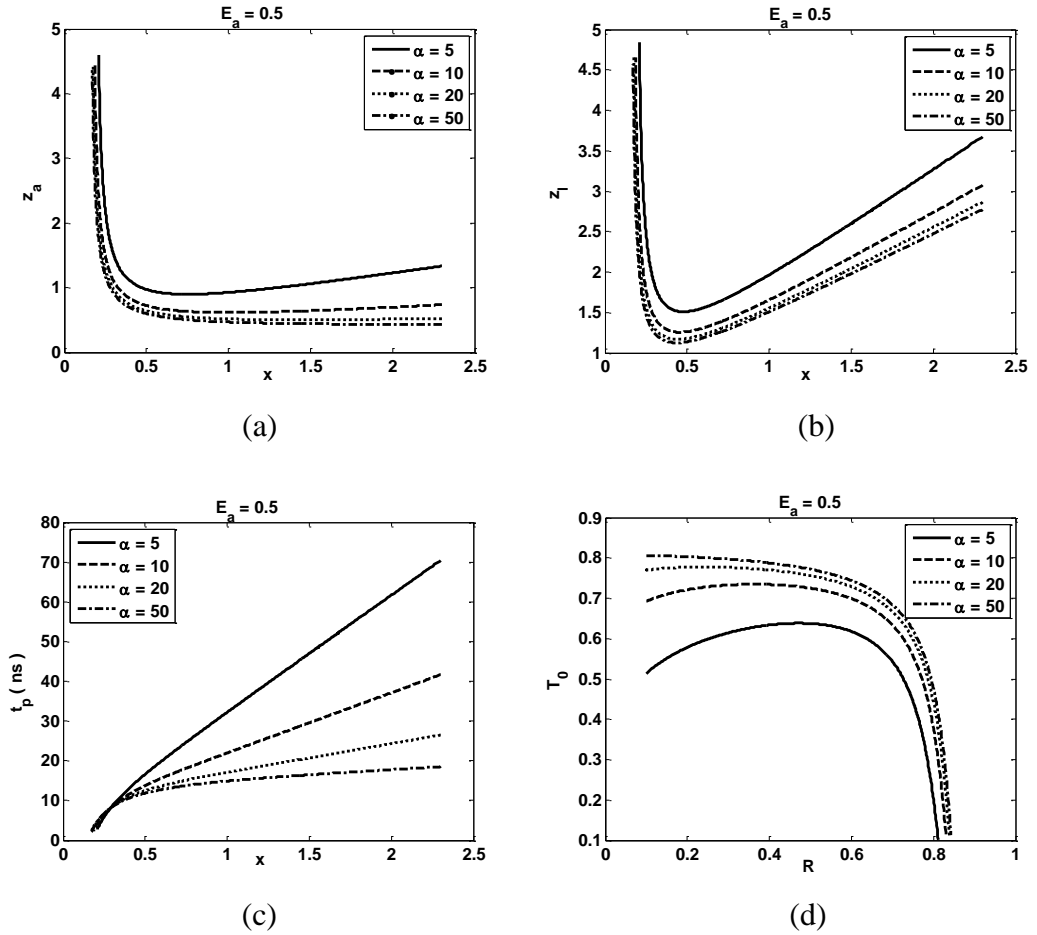 E_a = 0.5
5
4
3
2
1
0
z_a
0
0.5
1
1.5
2
2.5
x
α = 5
α = 10
α = 20
α = 50
(a)
E_a = 0.5
5
4.5
4
3.5
3
2.5
2
1.5
1
z_l
0
0.5
1
1.5
2
2.5
x
α = 5
α = 10
α = 20
α = 50
(b)
E_a = 0.5
80
70
60
50
40
30
20
10
0
t_p ( ns )
0
0.5
1
1.5
2
2.5
x
α = 5
α = 10
α = 20
α = 50
(c)
E_a = 0.5
0.9
0.8
0.7
0.6
0.5
0.4
0.3
0.2
0.1
T_0
0
0.2
0.4
0.6
0.8
1
R
α = 5
α = 10
α = 20
α = 50
(d)